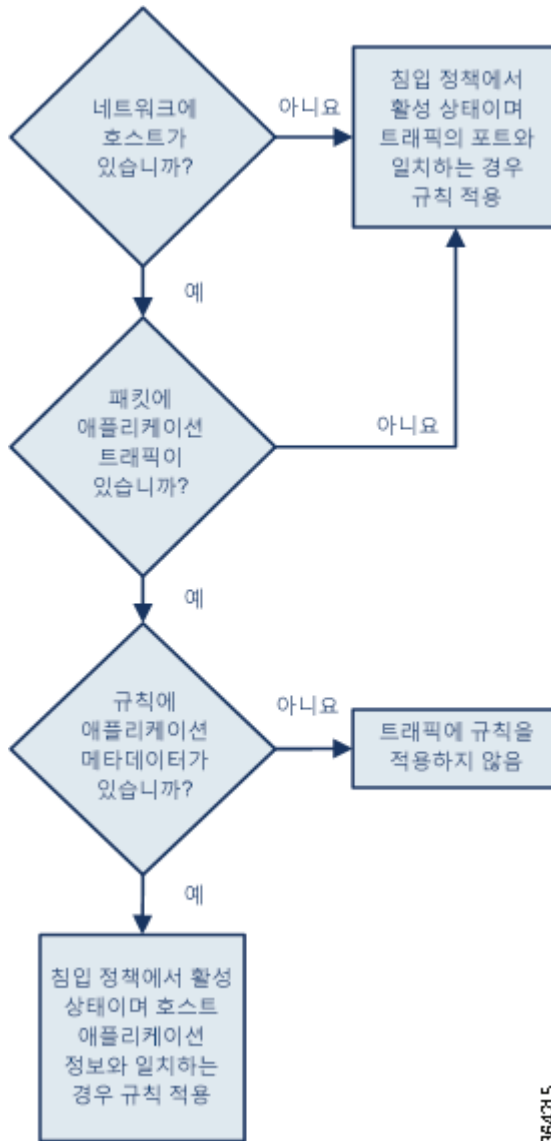 네트워크에
호스트가
있습니까?
아니요
침입 정책에서
활성 상태이며
트래픽의 포트와
일치하는 경우
규칙 적용
예
패킷에
애플리케이션
트래픽이
있습니까?
아니요
예
규칙에
애플리케이션
메타데이터가
있습니까?
아니요
트래픽에 규칙을
적용하지 않음
예
침입 정책에서 활성
상태이며 호스트
애플리케이션
정보와 일치하는
경우 규칙 적용